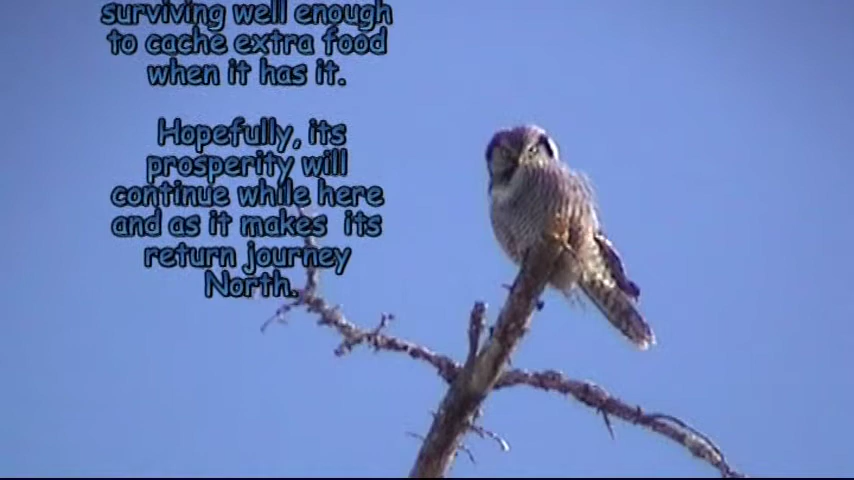 surviving well enough
to cache extra food
when it has it.
Hopefully, its
prosperity will
continue while here
and as it makes its
return journey
North.